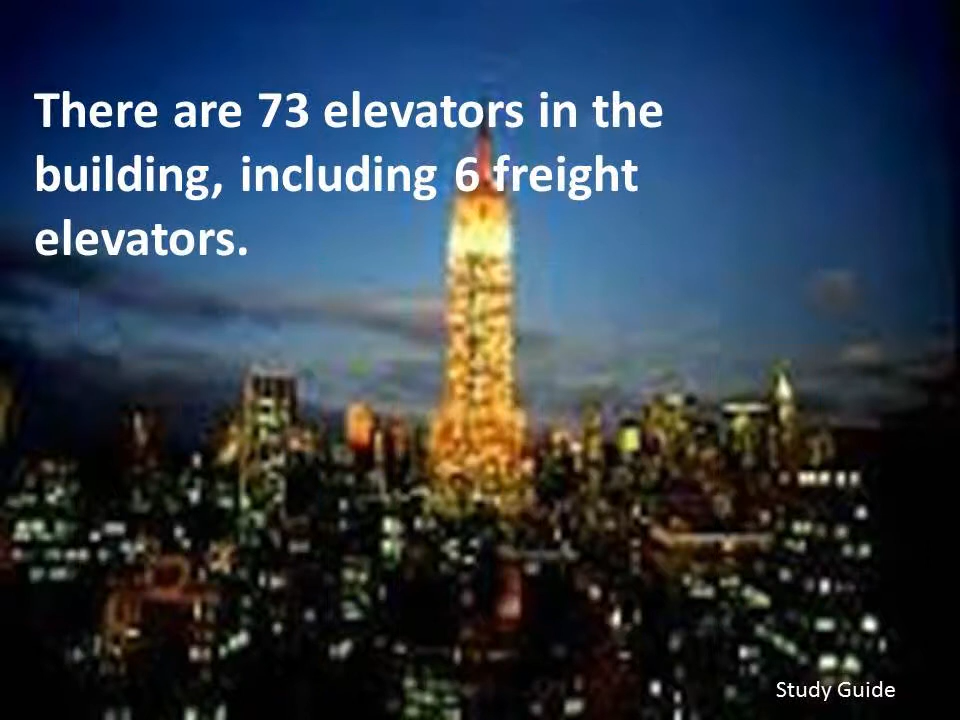 There are 73 elevators in the
building, including 6 freight
elevators.
Study Guide